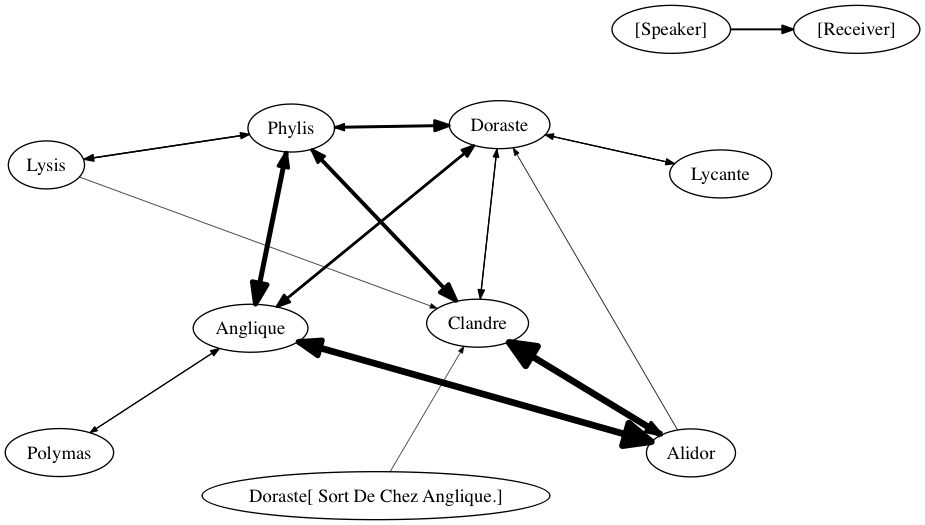 [Speaker]
[Receiver]
Phylis
Doraste
Lysis
Lycante
Anglique
Clandre
Polymas
Alidor
Doraste[ Sort De Chez Anglique.]